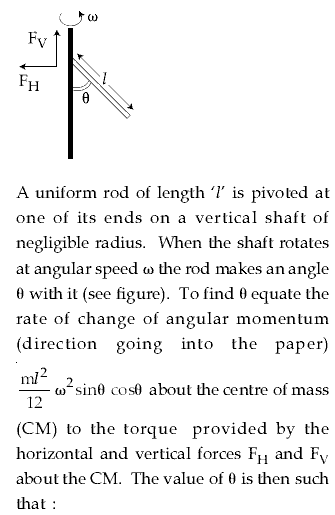 ω
F_V
l
F_H
θ
A uniform rod of length ‘l’ is pivoted at
one of its ends on a vertical shaft of
negligible radius. When the shaft rotates
at angular speed ω the rod makes an angle
θ with it (see figure). To find θ equate the
rate of change of angular momentum
(direction going into the paper)
ml²/12 ω² sinθ cosθ about the centre of mass
(CM) to the torque provided by the
horizontal and vertical forces F_H and F_V
about the CM. The value of θ is then such
that :